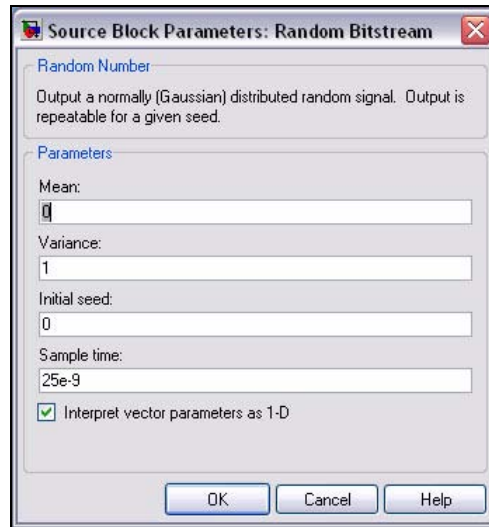 Source Block Parameters: Random Bitstream
Random Number
Output a normally (Gaussian) distributed random signal. Output is
repeatable for a given seed.
Parameters
Mean:
0
Variance:
1
Initial seed:
0
Sample time:
25e-9
Interpret vector parameters as 1-D
OK
Cancel
Help